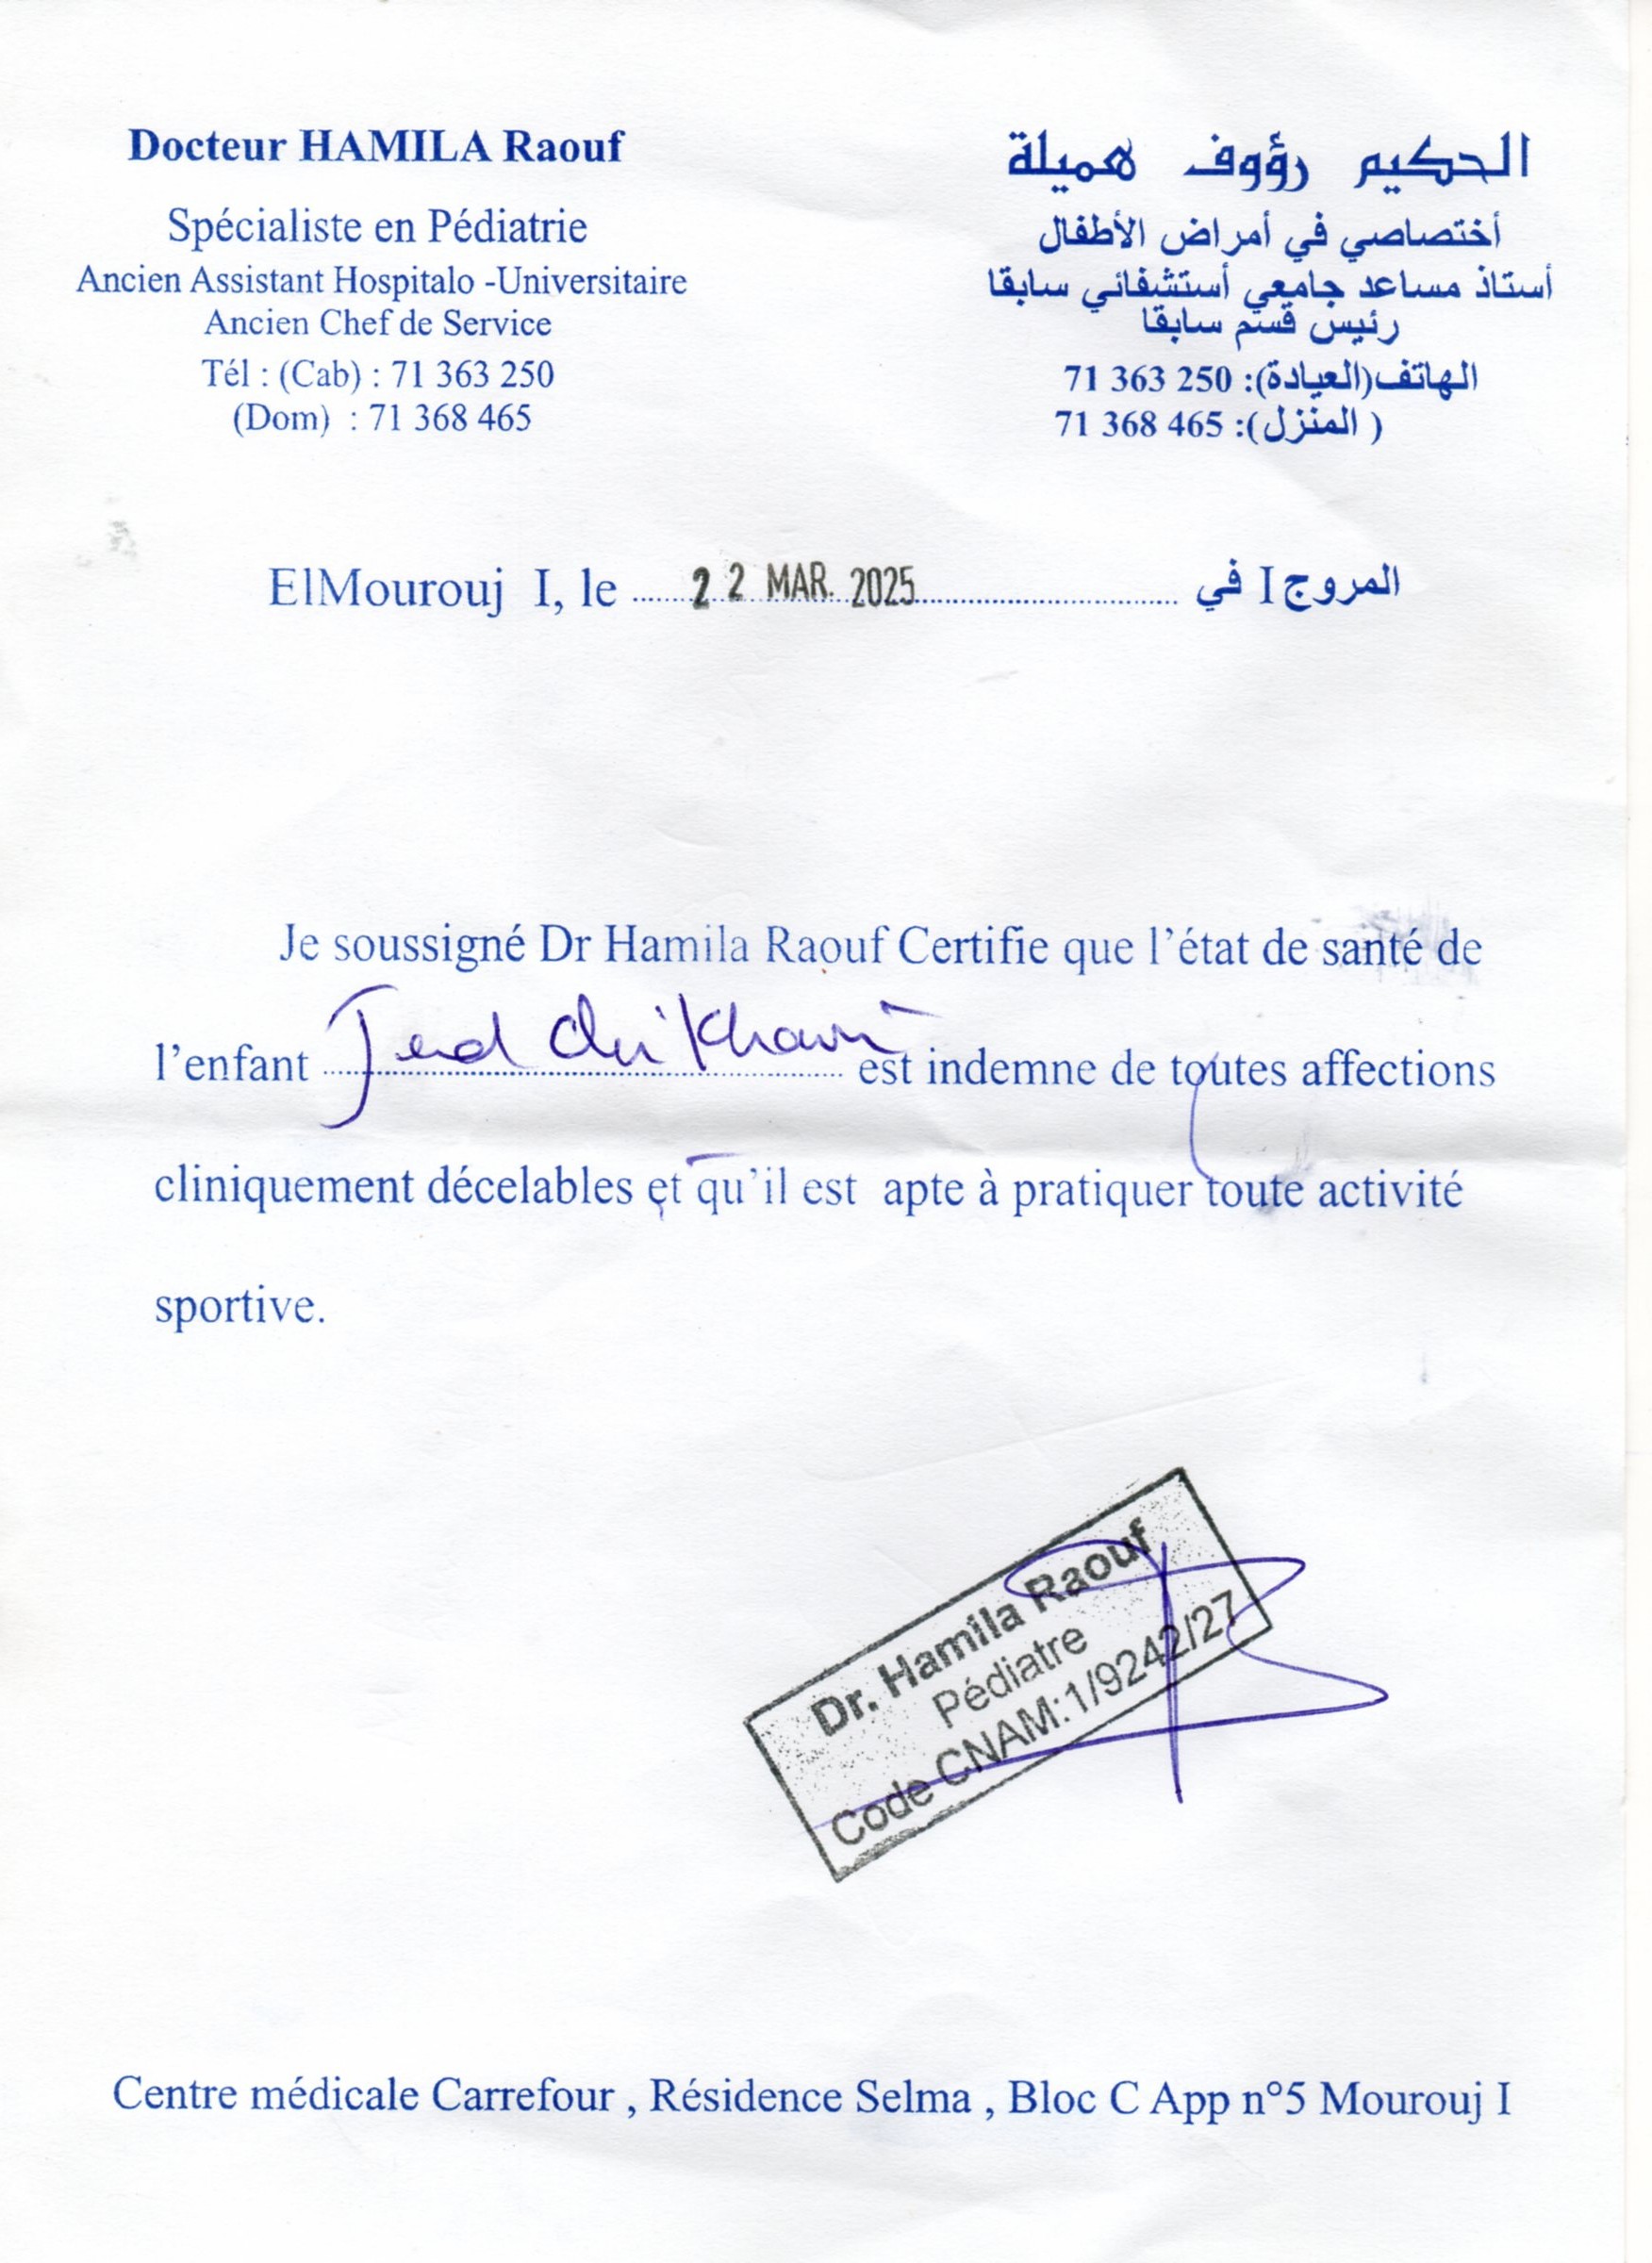 Docteur HAMILA Raouf
Spécialiste en Pédiatrie
Ancien Assistant Hospitalo -Universitaire
Ancien Chef de Service
Tél : (Cab) : 71 363 250
(Dom) : 71 368 465
الحكيم رؤوف هميلة
أختصاصي في أمراض الأطفال
أستاذ مساعد جامعي أستشفائي سابقا
رئيس قسم سابقا
الهاتف(العيادة): 250 363 71
( المنزل): 465 368 71
ElMourouj I, le 22 MAR. 2025 المروج I في
Je soussigné Dr Hamila Raouf Certifie que l’état de santé de
l’enfant est indemne de toutes affections
cliniquement décelables et qu’il est apte à pratiquer toute activité
sportive.
Dr. Hamila Raouf
Pédiatre
Code CNAM:1/9242/27
Centre médicale Carrefour , Résidence Selma , Bloc C App n°5 Mourouj I